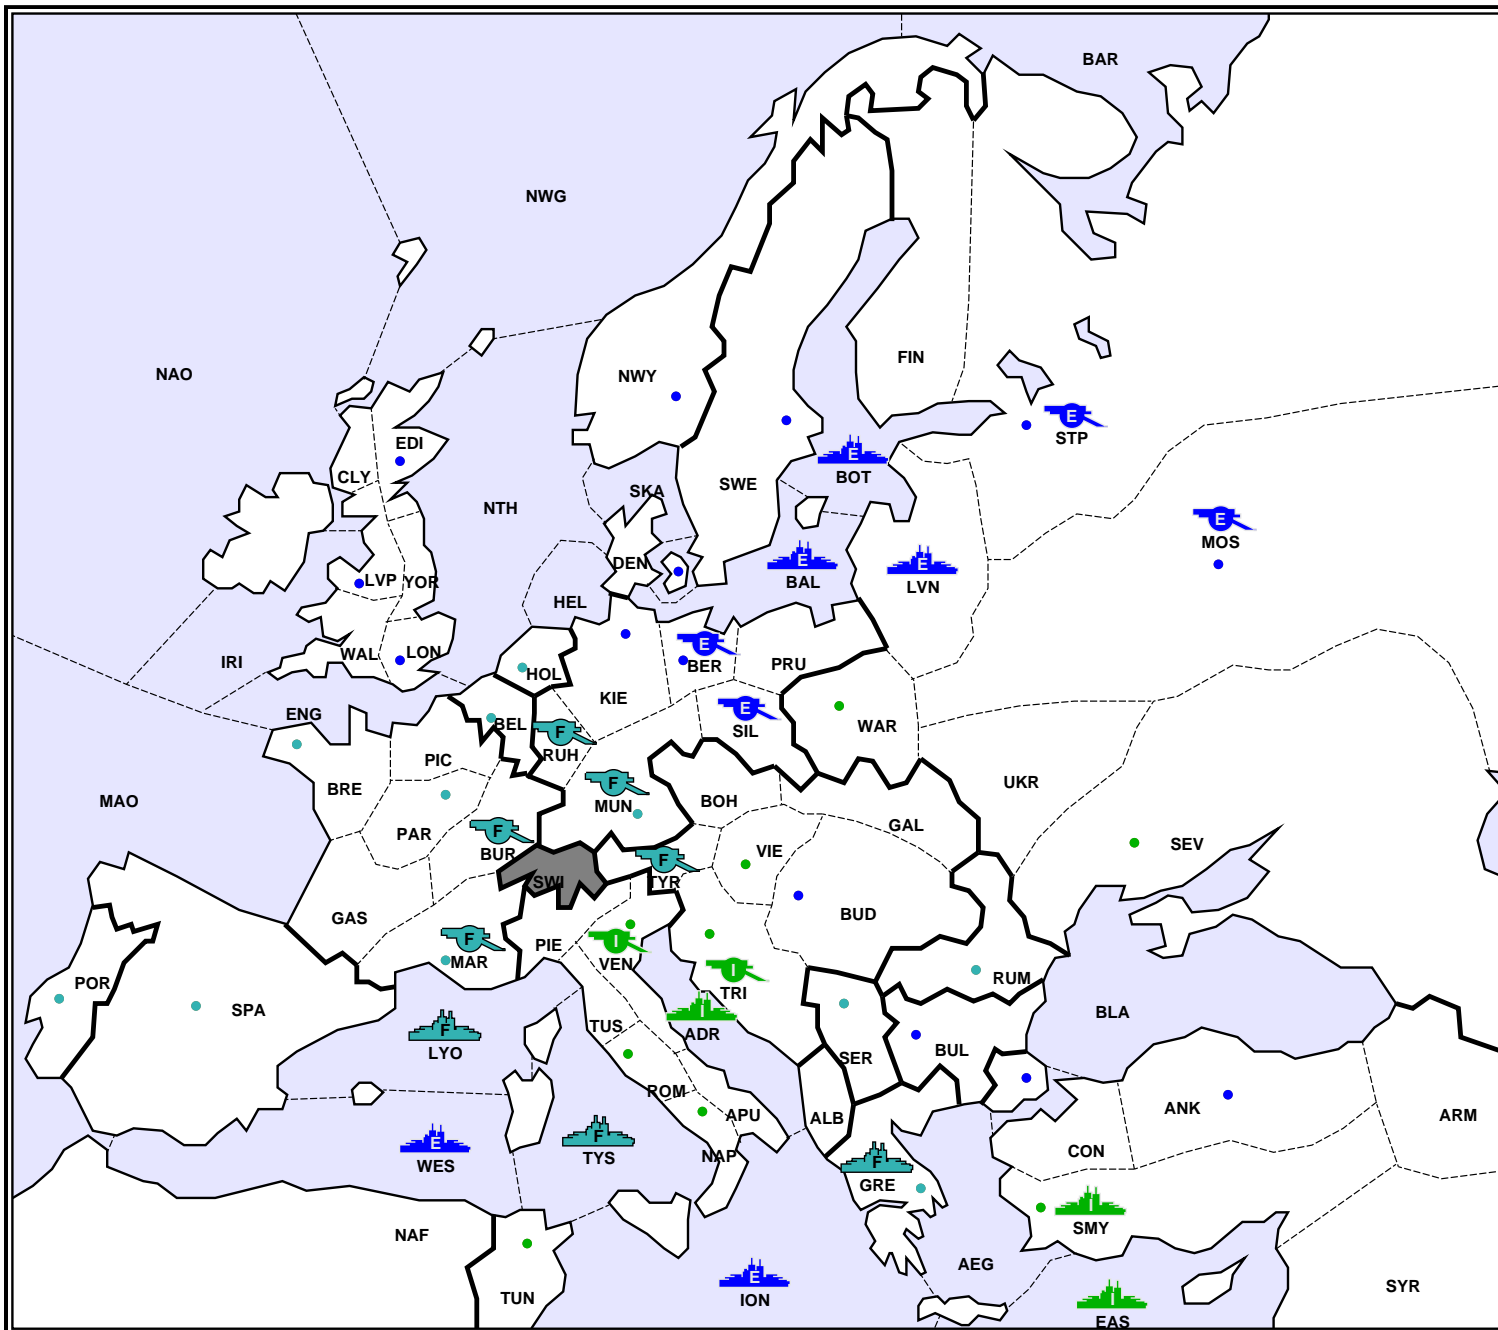 BAR
NWG
NAO
FIN
NWY
E
STP
EDI
E
CLY
BOT
SWE
SKA
NTH
E
MOS
DEN
E
BAL
E
LVN
LVP
YOR
HEL
IRI
WAL
LON
HOL
E
BER
PRU
KIE
ENG
BEL
E
SIL
WAR
F
RUH
PIC
BRE
MAO
F
MUN
BOH
UKR
GAL
PAR
F
BUR
VIE
SEV
F
TYR
SWI
BUD
GAS
F
MAR
PIE
I
VEN
I
TRI
RUM
POR
SPA
F
LYO
TUS
I
ADR
BLA
SER
BUL
ROM
APU
ALB
ANK
ARM
E
WES
F
TYS
NAP
F
GRE
CON
I
SMY
NAF
AEG
E
ION
TUN
SYR
I
EAS